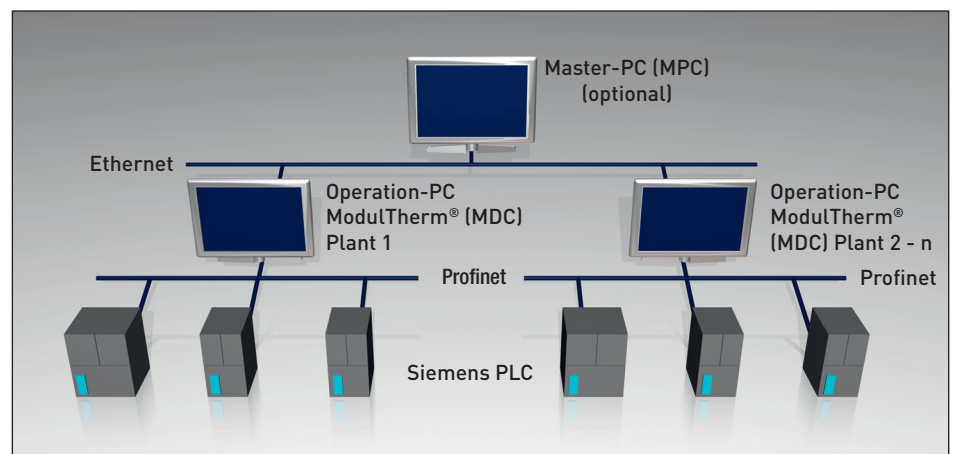 Master-PC (MPC)
(optional)
Ethernet
Operation-PC
ModulTherm® (MDC)
Plant 1
Operation-PC
ModulTherm®
(MDC) Plant 2 - n
Profinet
Profinet
Siemens PLC